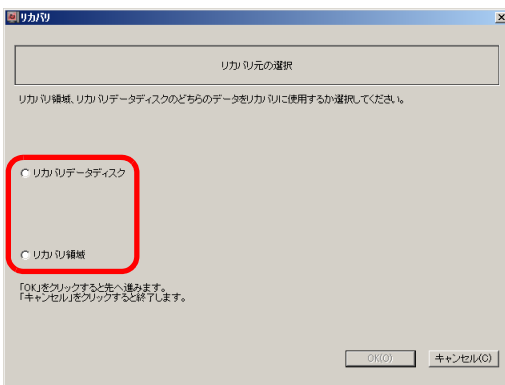 リカバリ
リカバリ元の選択
リカバリ領域、リカバリデータディスクのどちらのデータをリカバリに使用するか選択してください。
リカバリデータディスク
リカバリ領域
「OK」をクリックすると先へ進みます。
「キャンセル」をクリックすると終了します。
OK(O)
キャンセル(C)